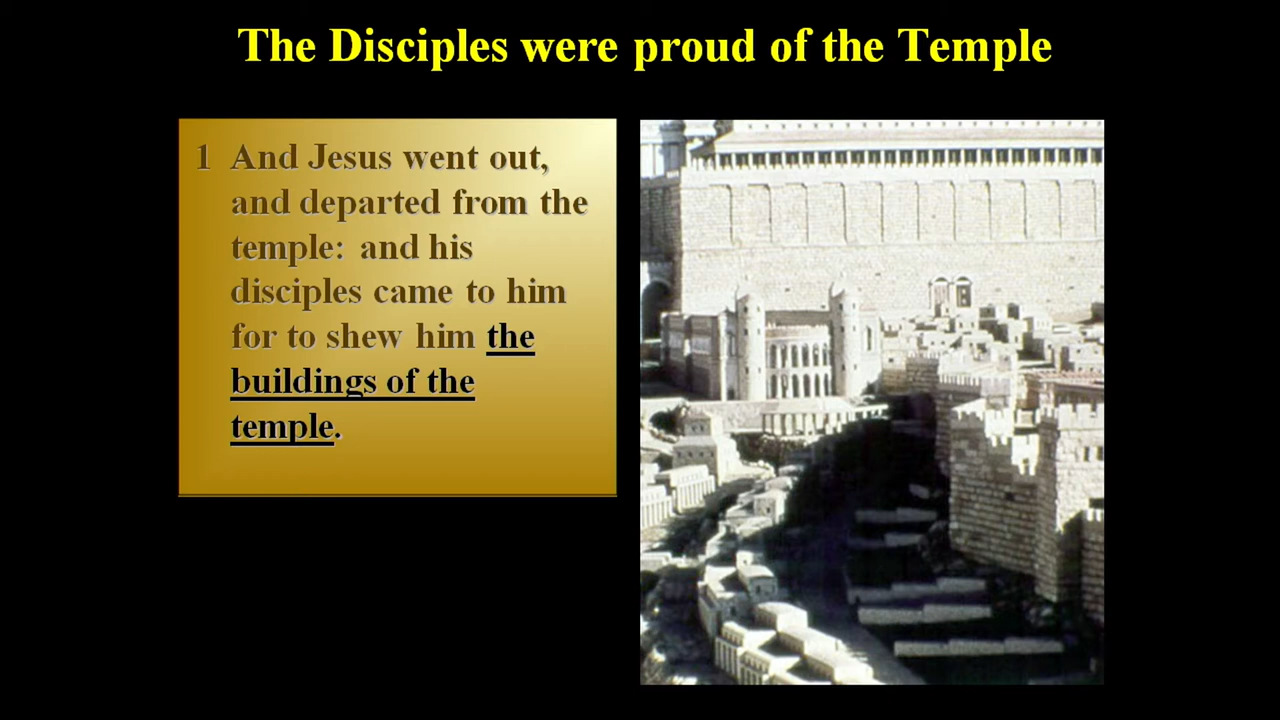 The Disciples were proud of the Temple
1 And Jesus went out,
and departed from the
temple: and his
disciples came to him
for to shew him the
buildings of the
temple.